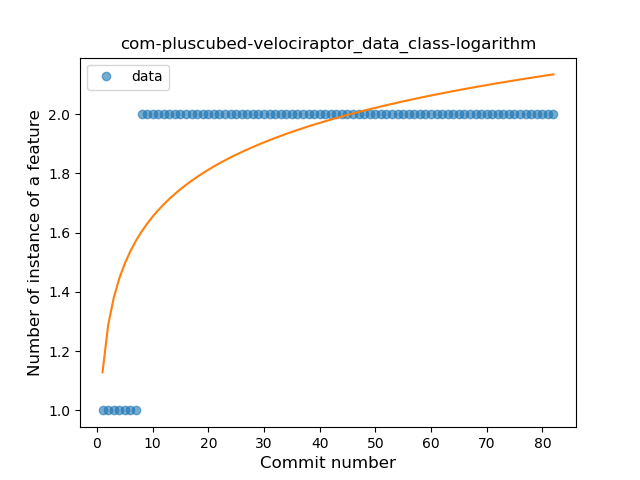 com-pluscubed-velociraptor_data_class-logarithm
data
Number of instance of a feature
2.0
1.8
1.6
1.4
1.2
1.0
0 10 20 30 40 50 60 70 80
Commit number